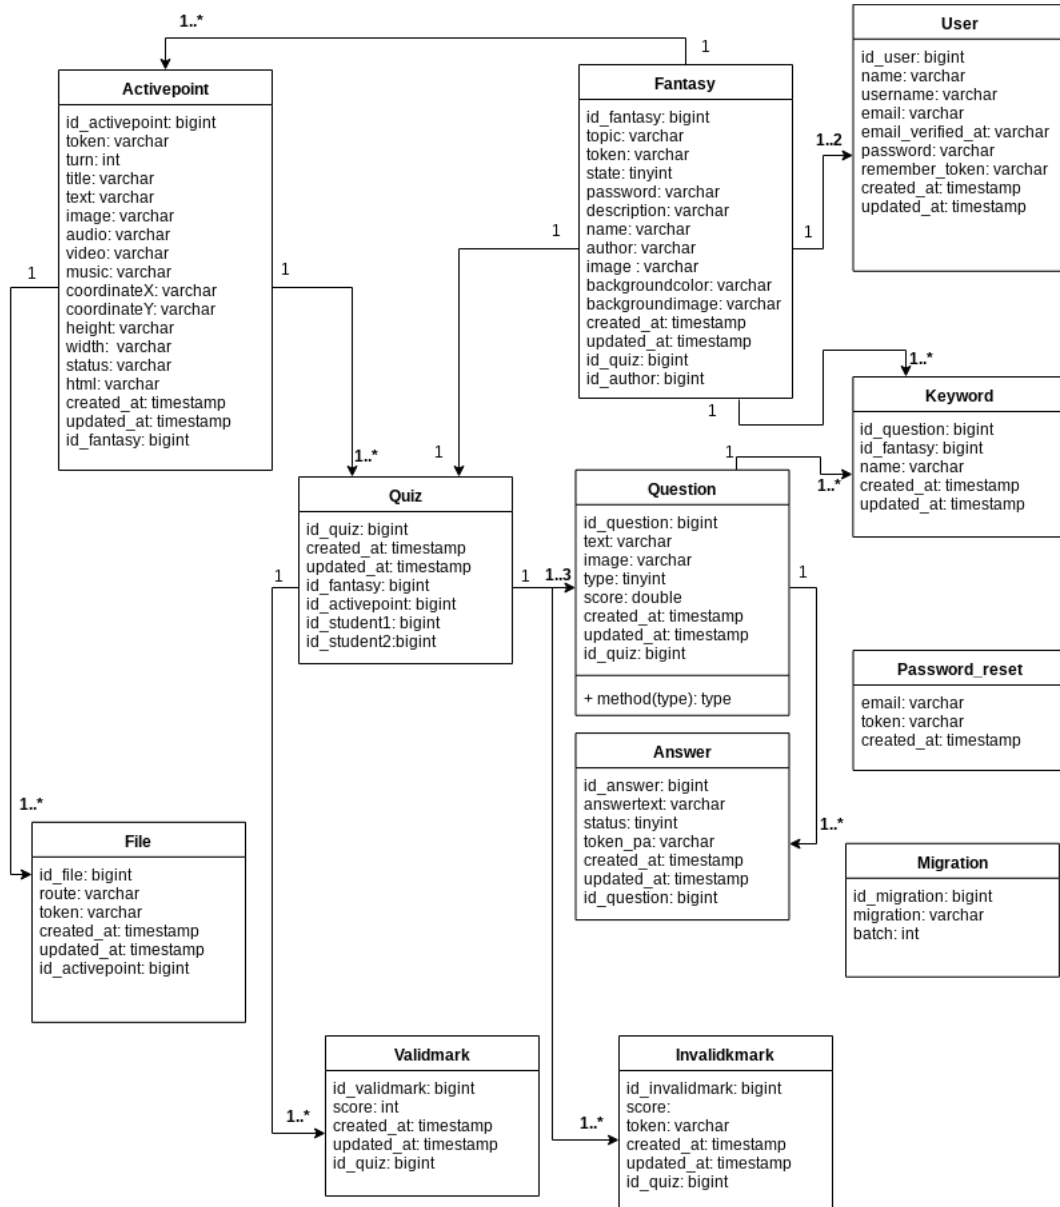 1..*
1
Activepoint
id_activepoint: bigint
token: varchar
turn: int
title: varchar
text: varchar
image: varchar
audio: varchar
video: varchar
music: varchar
coordinateX: varchar
coordinateY: varchar
height: varchar
width:  varchar
status: varchar
html: varchar
created_at: timestamp
updated_at: timestamp
id_fantasy: bigint
1
1
Fantasy
id_fantasy: bigint
topic: varchar
token: varchar
state: tinyint
password: varchar
description: varchar
name: varchar
author: varchar
image : varchar
backgroundcolor: varchar
backgroundimage: varchar
created_at: timestamp
updated_at: timestamp
id_quiz: bigint
id_author: bigint
1
1
1..2
User
id_user: bigint
name: varchar
username: varchar
email: varchar
email_verified_at: varchar
password: varchar
remember_token: varchar
created_at: timestamp
updated_at: timestamp
1..*
1
Keyword
id_question: bigint
id_fantasy: bigint
name: varchar
created_at: timestamp
updated_at: timestamp
1..*
1
Quiz
id_quiz: bigint
created_at: timestamp
updated_at: timestamp
id_fantasy: bigint
id_activepoint: bigint
id_student1: bigint
id_student2:bigint
1
1
1..3
1
1..*
Question
id_question: bigint
text: varchar
image: varchar
type: tinyint
score: double
created_at: timestamp
updated_at: timestamp
id_quiz: bigint
+ method(type): type
1
Password_reset
email: varchar
token: varchar
created_at: timestamp
Answer
id_answer: bigint
answertext: varchar
status: tinyint
token_pa: varchar
created_at: timestamp
updated_at: timestamp
id_question: bigint
1..*
Migration
id_migration: bigint
migration: varchar
batch: int
1..*
File
id_file: bigint
route: varchar
token: varchar
created_at: timestamp
updated_at: timestamp
id_activepoint: bigint
1..*
Validmark
id_validmark: bigint
score: int
created_at: timestamp
updated_at: timestamp
id_quiz: bigint
1..*
Invalidkmark
id_invalidmark: bigint
score:
token: varchar
created_at: timestamp
updated_at: timestamp
id_quiz: bigint